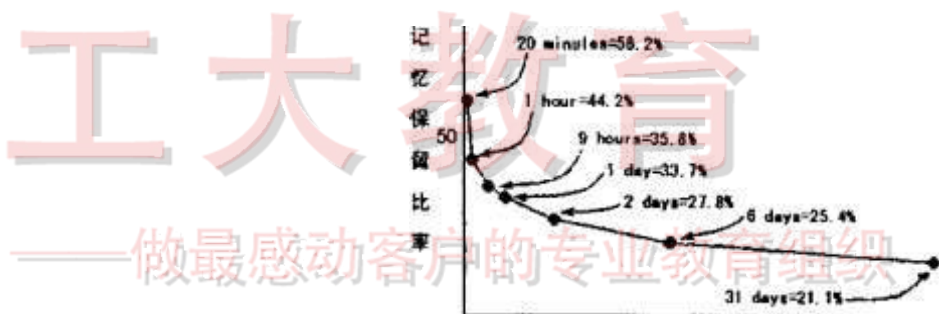 工大教育
——做最感动客户的专业教育组织
记忆保留比率
50
20 minutes=58.2%
1 hour=44.2%
9 hours=35.8%
1 day=33.7%
2 days=27.8%
6 days=25.4%
31 days=21.1%